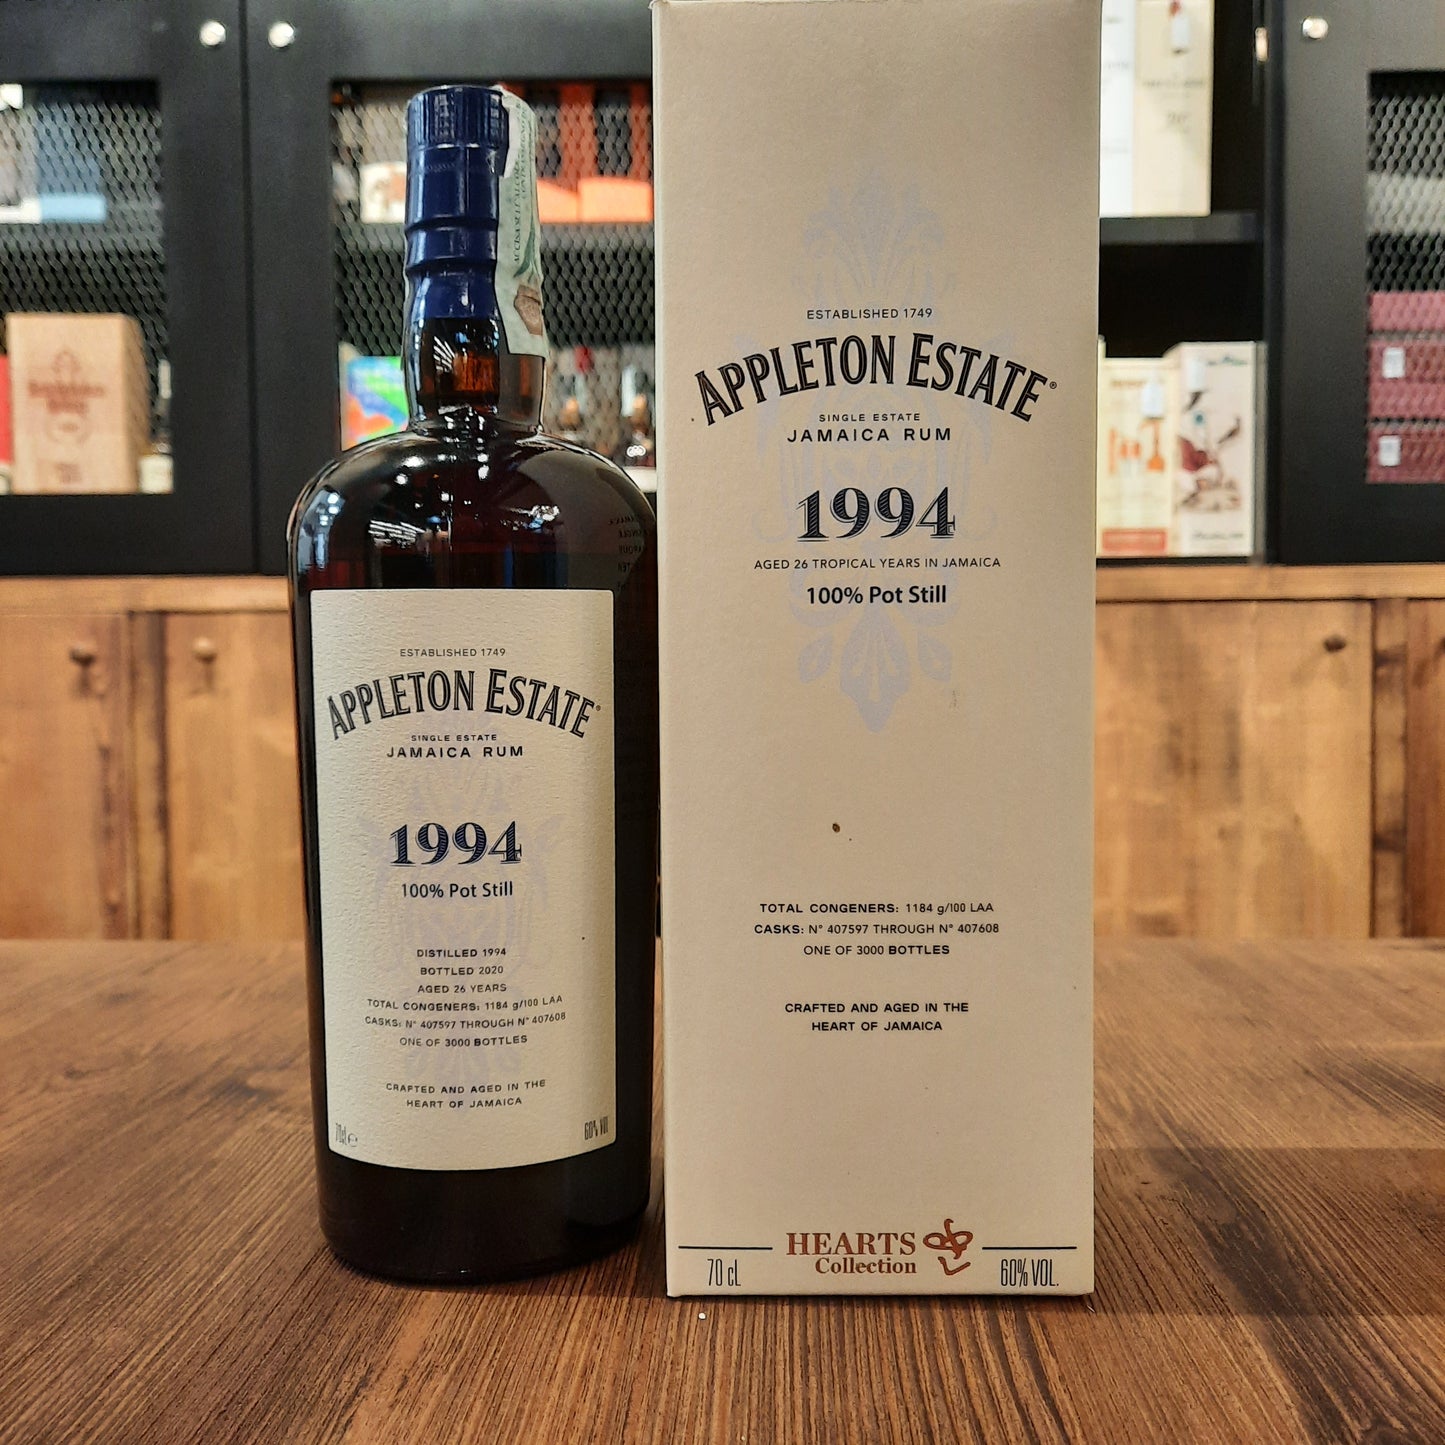 ESTABLISHED 1749
APPLETON ESTATE®
SINGLE ESTATE
JAMAICA RUM
1994
100% Pot Still
DISTILLED 1994
BOTTLED 2020
AGED 26 YEARS
TOTAL CONGENERS: 1184 g/100 LAA
CASKS: N° 407597 THROUGH N° 407608
ONE OF 3000 BOTTLES
CRAFTED AND AGED IN THE
HEART OF JAMAICA
70cL e
60% VOL
ESTABLISHED 1749
APPLETON ESTATE®
SINGLE ESTATE
JAMAICA RUM
1994
AGED 26 TROPICAL YEARS IN JAMAICA
100% Pot Still
TOTAL CONGENERS: 1184 g/100 LAA
CASKS: N° 407597 THROUGH N° 407608
ONE OF 3000 BOTTLES
CRAFTED AND AGED IN THE
HEART OF JAMAICA
HEARTS
Collection
70 cL
60% VOL.